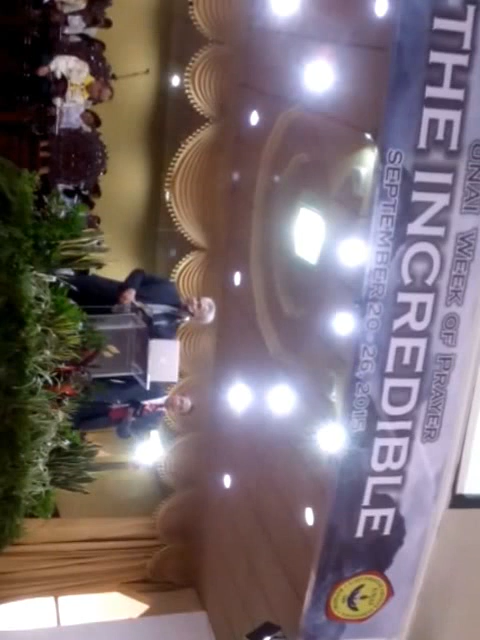 UNAI WEEK OF PRAYER
THE INCREDIBLE
SEPTEMBER 20-26, 2015